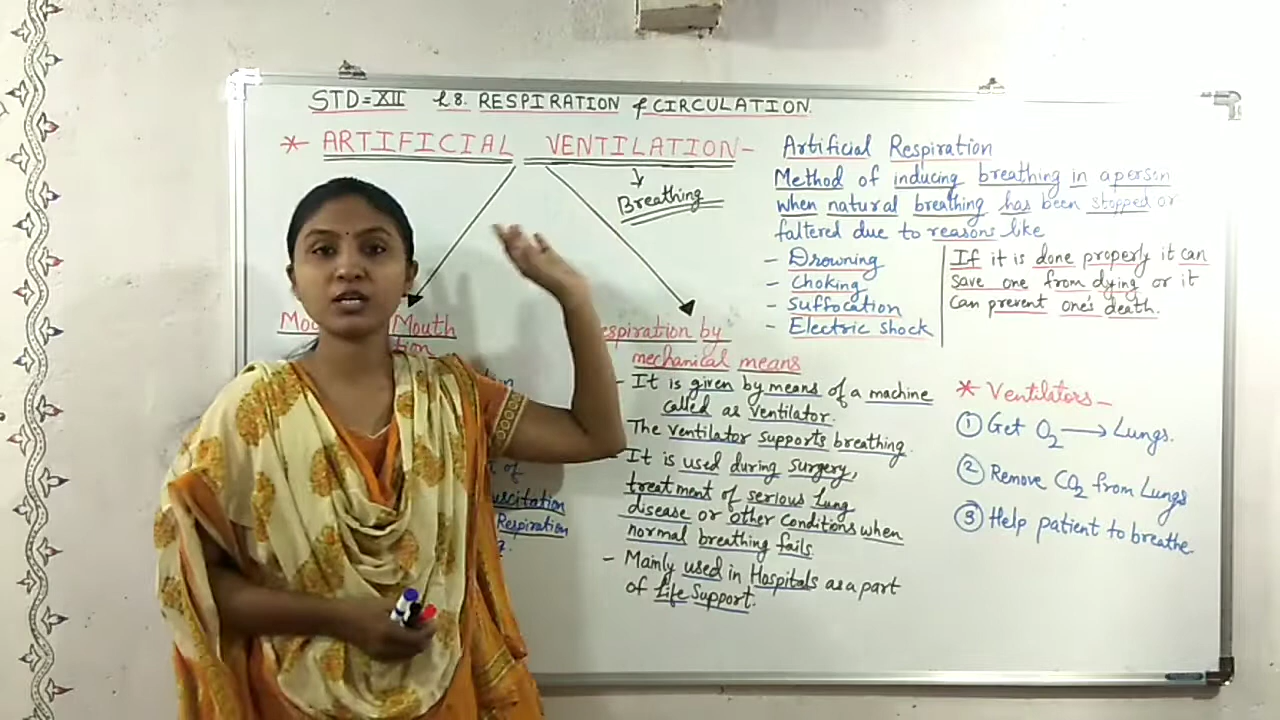 STD=XII L8. RESPIRATION & CIRCULATION.
* ARTIFICIAL VENTILATION -
Breathing
Mouth
Respiration by
mechanical means
- It is given by means of a machine
called as Ventilator.
The ventilator supports breathing.
It is used during surgery,
treatment of serious lung
disease or other conditions when
normal breathing fails
- Mainly used in Hospitals as a part
of Life Support.
Artificial Respiration
Method of inducing breathing in a person
when natural breathing has been stopped or
faltered due to reasons like
- Drowning
- Choking
- Suffocation
- Electric shock
If it is done properly it can
save one from dying or it
can prevent one's death.
* Ventilators -
① Get O₂ → Lungs.
② Remove CO₂ from Lungs
③ Help patient to breathe
of
Respiration